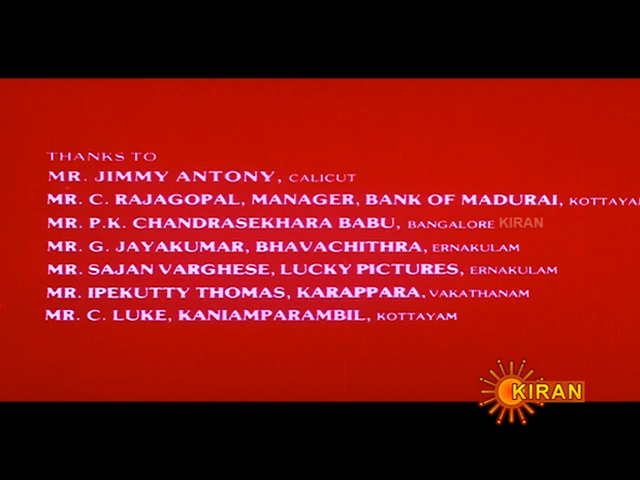 THANKS TO
MR. JIMMY ANTONY, CALICUT
MR. C. RAJAGOPAL, MANAGER, BANK OF MADURAI, KOTTAYAM
MR. P.K. CHANDRASEKHARA BABU, BANGALORE KIRAN
MR. G. JAYAKUMAR, BHAVACHITHRA, ERNAKULAM
MR. SAJAN VARGHESE, LUCKY PICTURES, ERNAKULAM
MR. IPEKUTTY THOMAS, KARAPPARA, VAKATHANAM
MR. C. LUKE, KANIAMPARAMBIL, KOTTAYAM
KIRAN